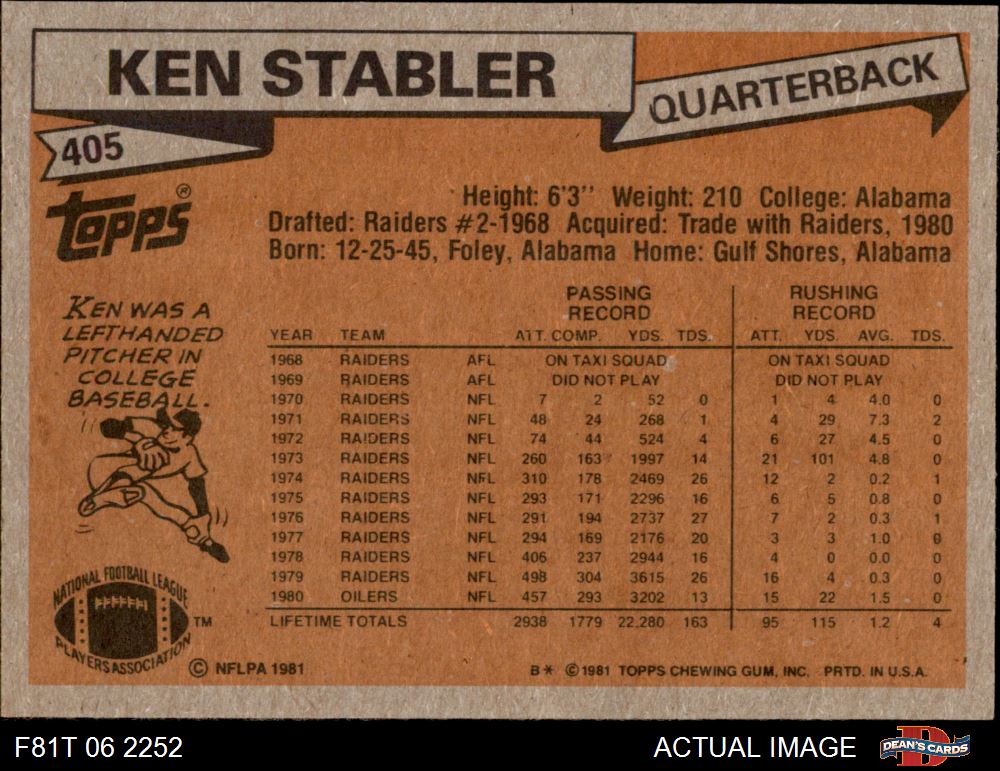 KEN STABLER
QUARTERBACK
405
Topps®
Height: 6'3'' Weight: 210 College: Alabama
Drafted: Raiders #2-1968 Acquired: Trade with Raiders, 1980
Born: 12-25-45, Foley, Alabama Home: Gulf Shores, Alabama
KEN WAS A
LEFTHANDED
PITCHER IN
COLLEGE
BASEBALL.
PASSING RECORD RUSHING RECORD
YEAR TEAM ATT. COMP. YDS. TDS. ATT. YDS. AVG. TDS.
1968 RAIDERS AFL ON TAXI SQUAD ON TAXI SQUAD
1969 RAIDERS AFL DID NOT PLAY DID NOT PLAY
1970 RAIDERS NFL 7 2 52 0 1 4 4.0 0
1971 RAIDERS NFL 48 24 268 1 4 29 7.3 2
1972 RAIDERS NFL 74 44 524 4 6 27 4.5 0
1973 RAIDERS NFL 260 163 1997 14 21 101 4.8 0
1974 RAIDERS NFL 310 178 2469 26 12 2 0.2 1
1975 RAIDERS NFL 293 171 2296 16 6 5 0.8 0
1976 RAIDERS NFL 291 194 2737 27 7 2 0.3 1
1977 RAIDERS NFL 294 169 2176 20 3 3 1.0 0
1978 RAIDERS NFL 406 237 2944 16 4 0 0.0 0
1979 RAIDERS NFL 498 304 3615 26 16 4 0.3 0
1980 OILERS NFL 457 293 3202 13 15 22 1.5 0
LIFETIME TOTALS 2938 1779 22,280 163 95 115 1.2 4
NATIONAL FOOTBALL LEAGUE
PLAYERS ASSOCIATION
TM
© NFLPA 1981
B* © 1981 TOPPS CHEWING GUM, INC. PRTD. IN U.S.A.
F81T 06 2252
ACTUAL IMAGE
DEAN'S CARDS